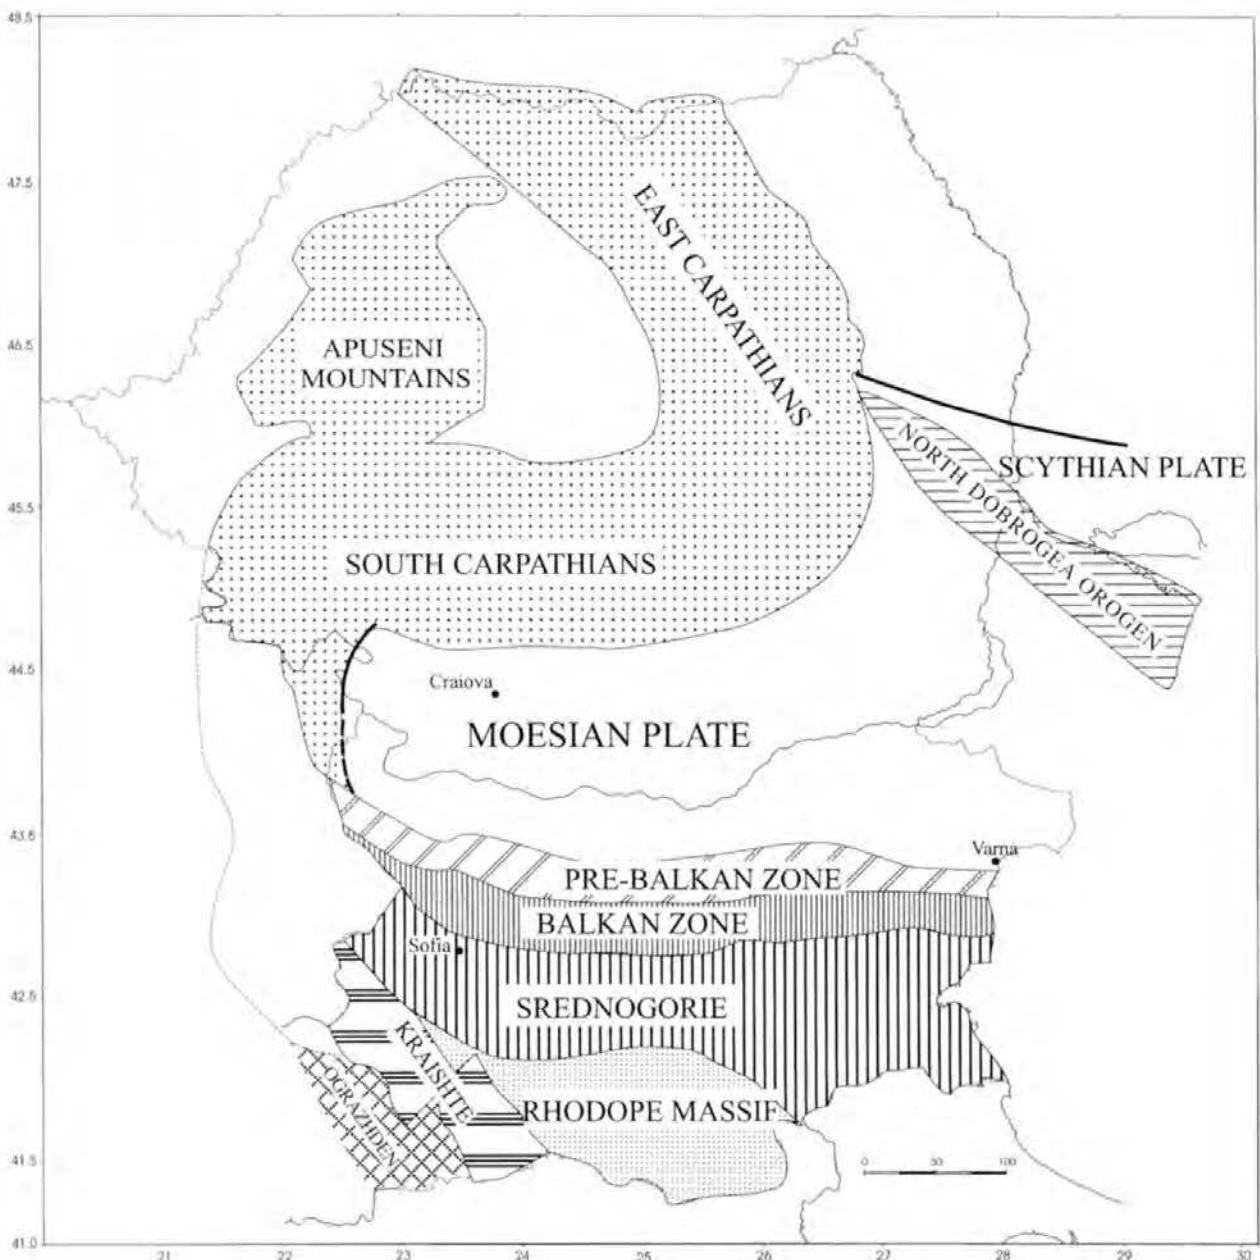 48.5
47.5
46.5
45.5
44.5
43.5
42.5
41.5
41.0
EAST CARPATHIANS
APUSENI
MOUNTAINS
SCYTHIAN PLATE
NORTH DOBROGEA OROGEN
SOUTH CARPATHIANS
Craiova
MOESIAN PLATE
Varna
PRE-BALKAN ZONE
BALKAN ZONE
Sofia
SREDNOGORIE
KRAISHTE
OGRAZHDEN
RHODOPE MASSIF
0 50 100
21 22 23 24 25 26 27 28 29 30